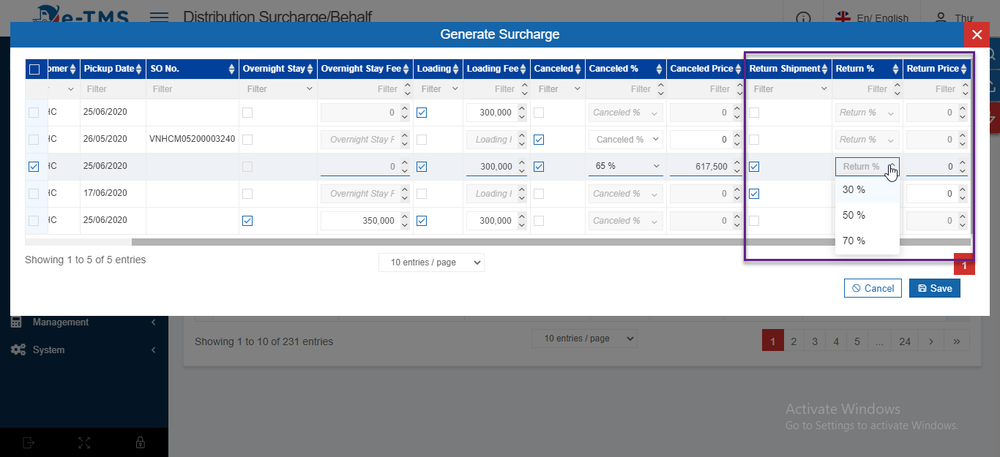 e-TMS Distribution Surcharge/Behalf En/ English Thu
Generate Surcharge
omer Pickup Date SO No. Overnight Stay Overnight Stay Fee Loading Loading Fee Canceled Canceled % Canceled Price Return Shipment Return % Return Price
Filter Filter Filter Filter Filter Filter Filter Filter Filter Filter Filter Filter
HC 25/06/2020 0 300,000 Canceled % 0 Return % 0
HC 26/05/2020 VNHCM05200003240 Overnight Stay F Loading Canceled % 0 Return % 0
HC 25/06/2020 0 300,000 65 % 617,500 Return % 0
HC 17/06/2020 Overnight Stay F Loading Canceled % 0 0
30 %
HC 25/06/2020 350,000 300,000 Canceled % 0 0
50 %
70 %
Showing 1 to 5 of 5 entries 10 entries / page 1
Cancel Save
Management
Showing 1 to 10 of 231 entries 10 entries / page 1 2 3 4 5 ... 24 › »
System
Activate Windows
Go to Settings to activate Windows.